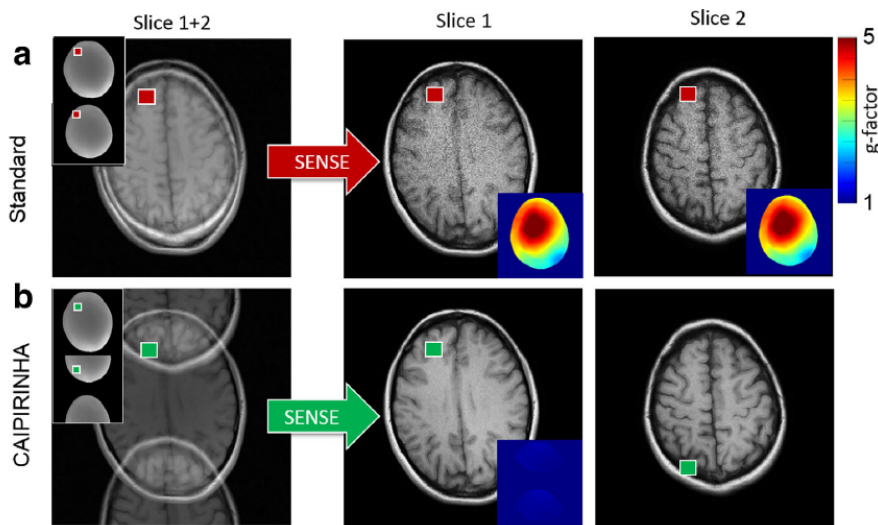 Slice 1+2
Slice 1
Slice 2
a
Standard
SENSE
5
g-factor
1
b
CAIPIRINHA
SENSE